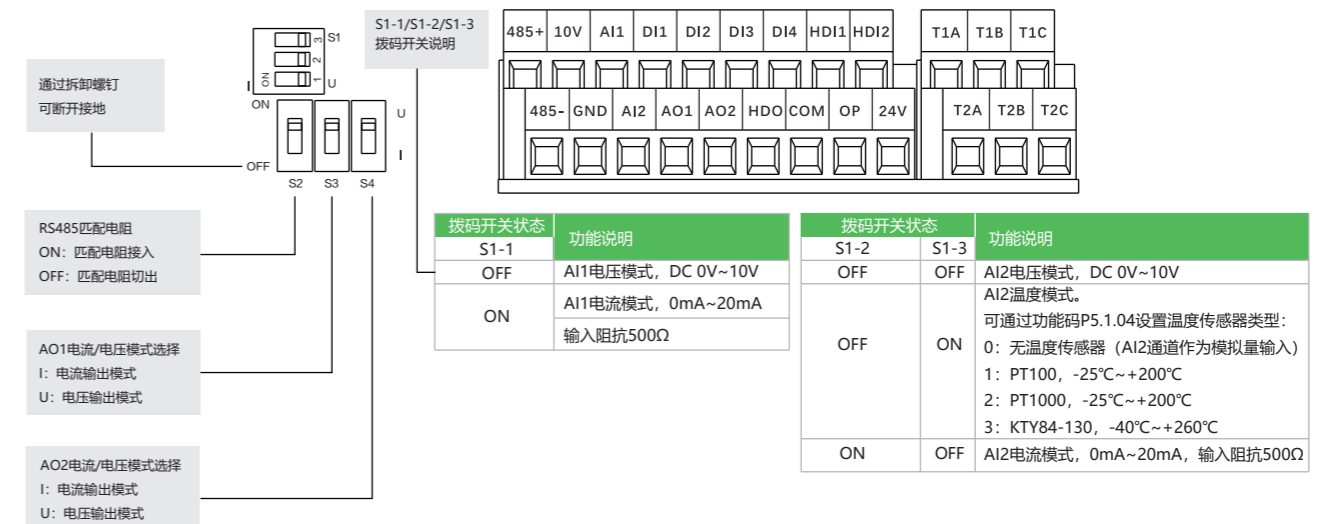 通过拆卸螺钉
可断开接地
S1
3
2
1
ON
I
U
ON
OFF
U
I
S2 S3 S4
RS485匹配电阻
ON：匹配电阻接入
OFF：匹配电阻切出
AO1电流/电压模式选择
I：电流输出模式
U：电压输出模式
AO2电流/电压模式选择
I：电流输出模式
U：电压输出模式
S1-1/S1-2/S1-3
拨码开关说明
485+ 10V AI1 DI1 DI2 DI3 DI4 HDI1 HDI2 T1A T1B T1C
485- GND AI2 AO1 AO2 HDO COM OP 24V T2A T2B T2C
拨码开关状态 功能说明
S1-1
OFF AI1电压模式，DC 0V~10V
ON AI1电流模式，0mA~20mA
输入阻抗500Ω
拨码开关状态 功能说明
S1-2 S1-3
OFF OFF AI2电压模式，DC 0V~10V
OFF ON AI2温度模式。
可通过功能码P5.1.04设置温度传感器类型：
0：无温度传感器（AI2通道作为模拟量输入）
1：PT100，-25℃~+200℃
2：PT1000，-25℃~+200℃
3：KTY84-130，-40℃~+260℃
ON OFF AI2电流模式，0mA~20mA，输入阻抗500Ω